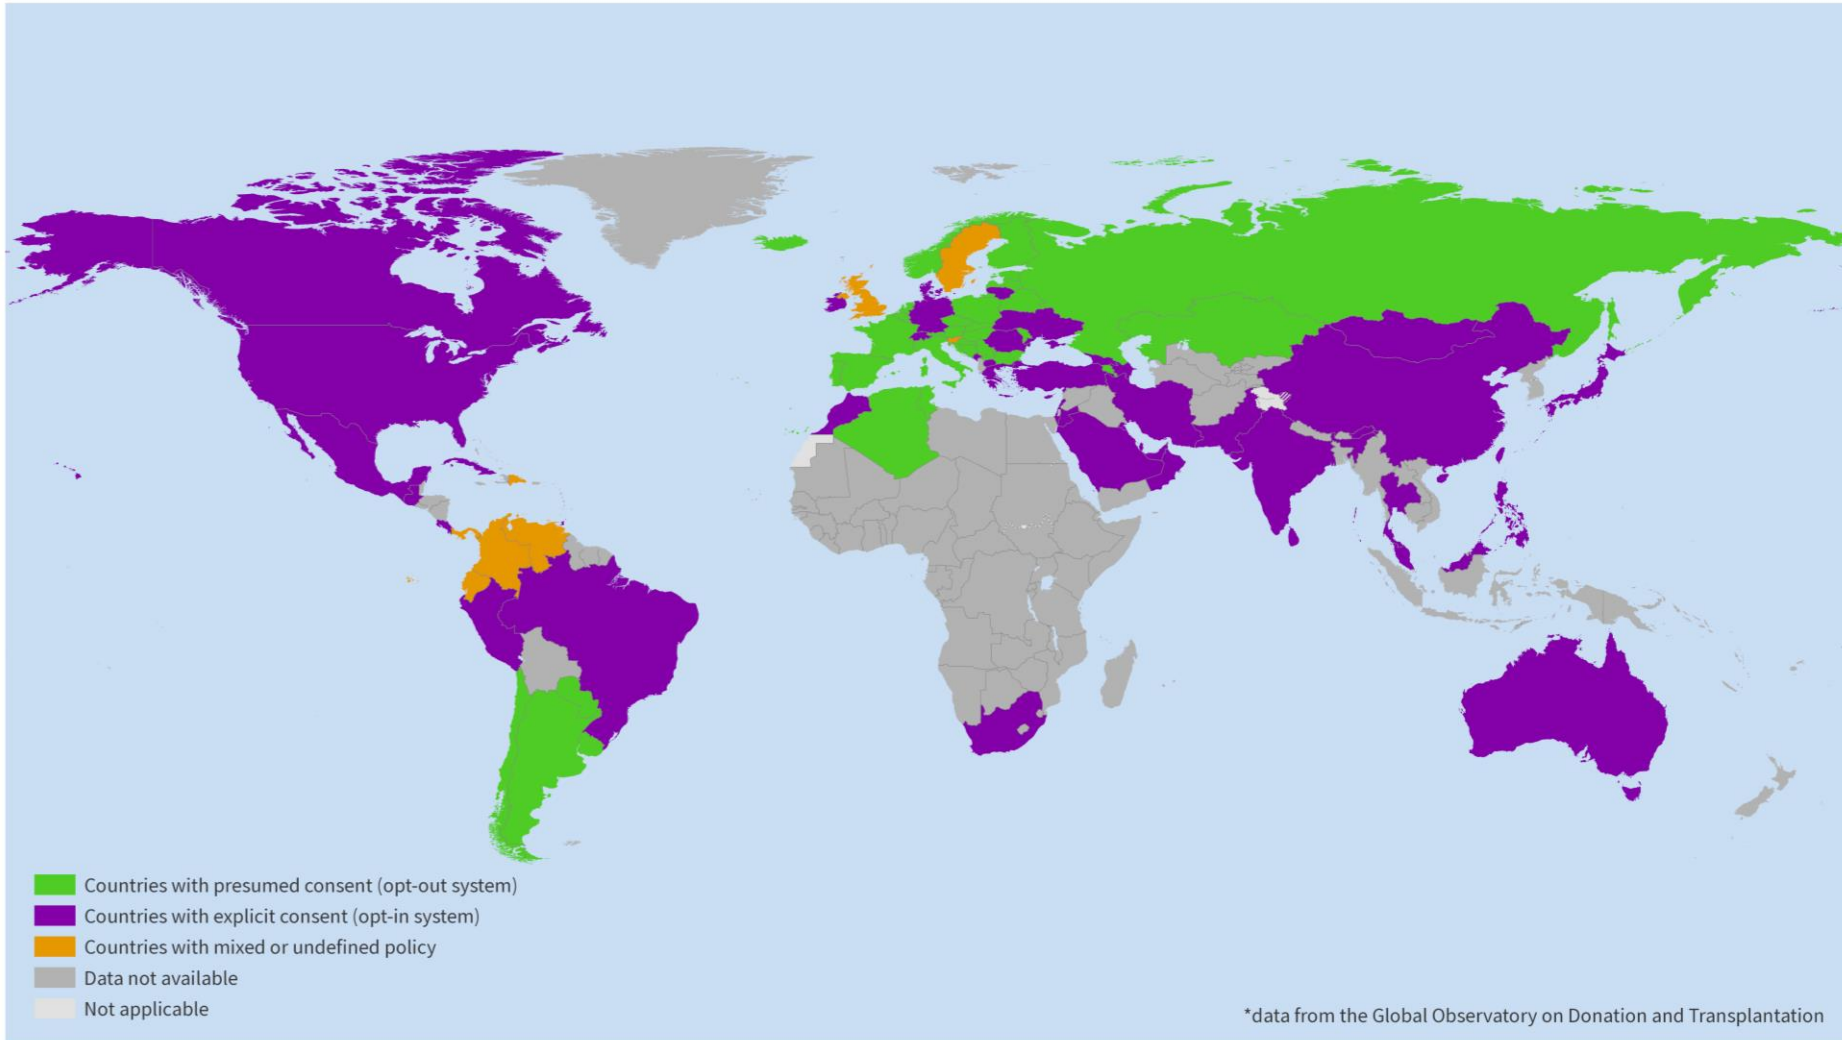 Countries with presumed consent (opt-out system)
Countries with explicit consent (opt-in system)
Countries with mixed or undefined policy
Data not available
Not applicable
*data from the Global Observatory on Donation and Transplantation